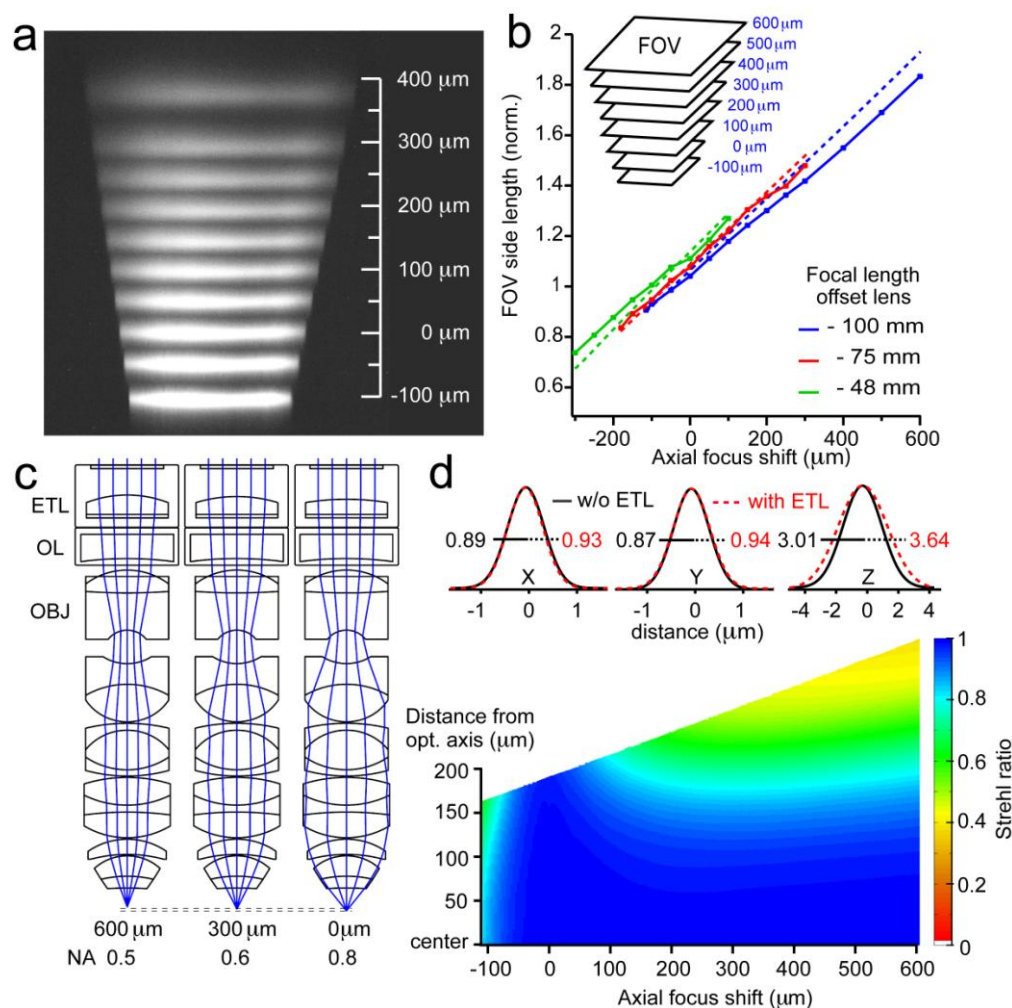 a
400 µm
300 µm
200 µm
100 µm
0 µm
-100 µm
b
FOV side length (norm.)
2
1.8
1.6
1.4
1.2
1
0.8
0.6
FOV
600 µm
500 µm
400 µm
300 µm
200 µm
100 µm
0 µm
-100 µm
Focal length
offset lens
- 100 mm
- 75 mm
- 48 mm
-200 0 200 400 600
Axial focus shift (µm)
c
ETL
OL
OBJ
600 µm 300 µm 0µm
NA 0.5 0.6 0.8
d
w/o ETL with ETL
0.89 0.93 0.87 0.94 3.01 3.64
X Y Z
-1 0 1 -1 0 1 -4 -2 0 2 4
distance (µm)
Distance from
opt. axis (µm)
200
150
100
50
center
-100 0 100 200 300 400 500 600
Axial focus shift (µm)
1
0.8
0.6
0.4
0.2
0
Strehl ratio